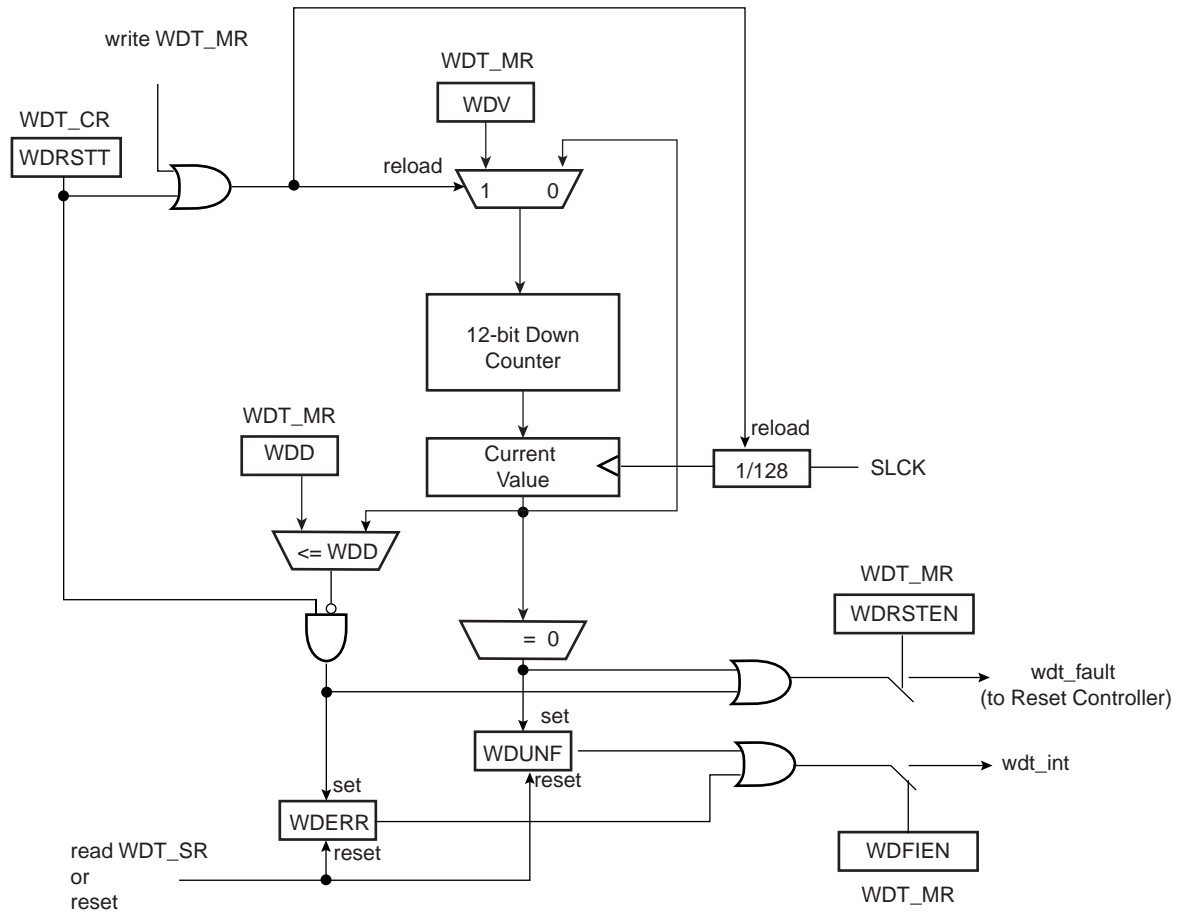 write WDT_MR
WDT_MR
WDV
WDT_CR
WDRSTT
reload
1 0
12-bit Down
Counter
WDT_MR
WDD
Current
Value
reload
1/128
SLCK
<= WDD
= 0
WDT_MR
WDRSTEN
wdt_fault
(to Reset Controller)
set
WDUNF
reset
wdt_int
set
WDERR
reset
read WDT_SR
or
reset
WDFIEN
WDT_MR